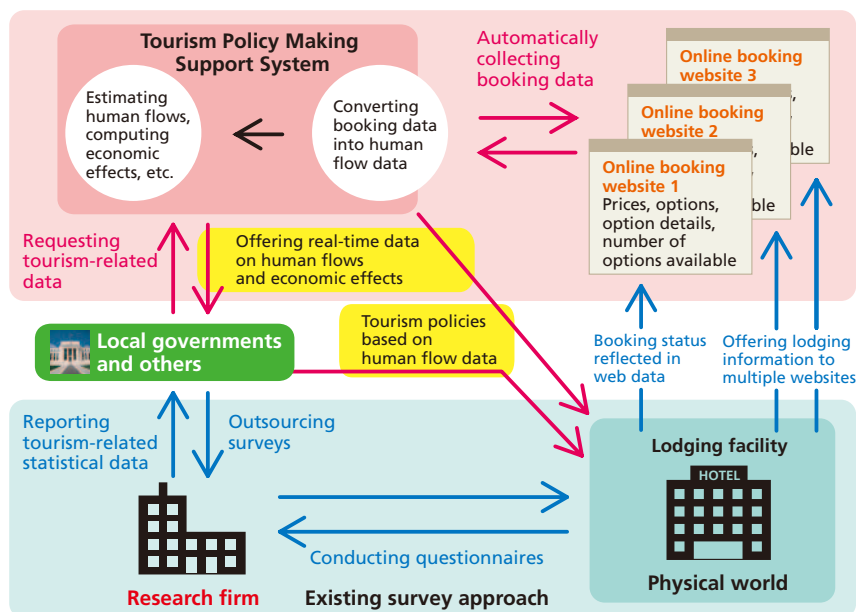 Tourism Policy Making
Support System
Estimating
human flows,
computing
economic
effects, etc.
Converting
booking data
into human
flow data
Automatically
collecting
booking data
Online booking
website 3
s,
,
ble
Online booking
website 2
s,
,
ble
Online booking
website 1
Prices, options,
option details,
number of
options available
Requesting
tourism-related
data
Offering real-time data
on human flows
and economic effects
Tourism policies
based on
human flow data
Local governments
and others
Booking status
reflected in
web data
Offering lodging
information to
multiple websites
Reporting
tourism-related
statistical data
Outsourcing
surveys
Lodging facility
HOTEL
Conducting questionnaires
Research firm
Existing survey approach
Physical world